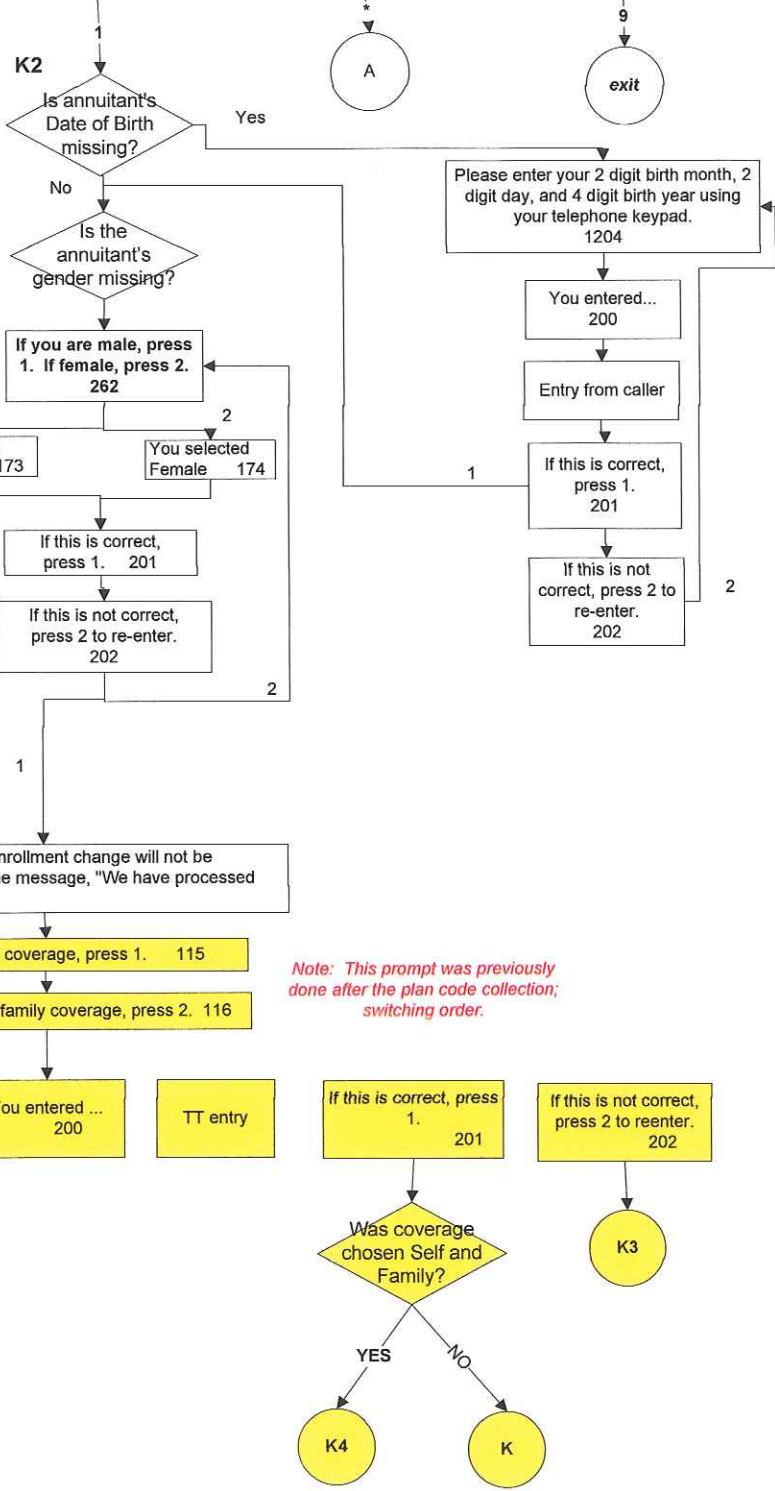 *
9
1
K2
A
exit
Is annuitant's
Date of Birth
missing?
Yes
Please enter your 2 digit birth month, 2
digit day, and 4 digit birth year using
your telephone keypad.
1204
No
Is the
annuitant's
gender missing?
You entered...
200
If you are male, press
1. If female, press 2.
262
Entry from caller
2
173
You selected
Female 174
1
If this is correct,
press 1.
201
If this is correct,
press 1. 201
If this is not
correct, press 2 to
re-enter.
202
2
If this is not correct,
press 2 to re-enter.
202
2
1
nrollment change will not be
e message, "We have processed
coverage, press 1. 115
Note: This prompt was previously
done after the plan code collection;
switching order.
family coverage, press 2. 116
ou entered ...
200
TT entry
If this is correct, press
1.
201
If this is not correct,
press 2 to reenter.
202
Was coverage
chosen Self and
Family?
K3
YES
NO
K4
K